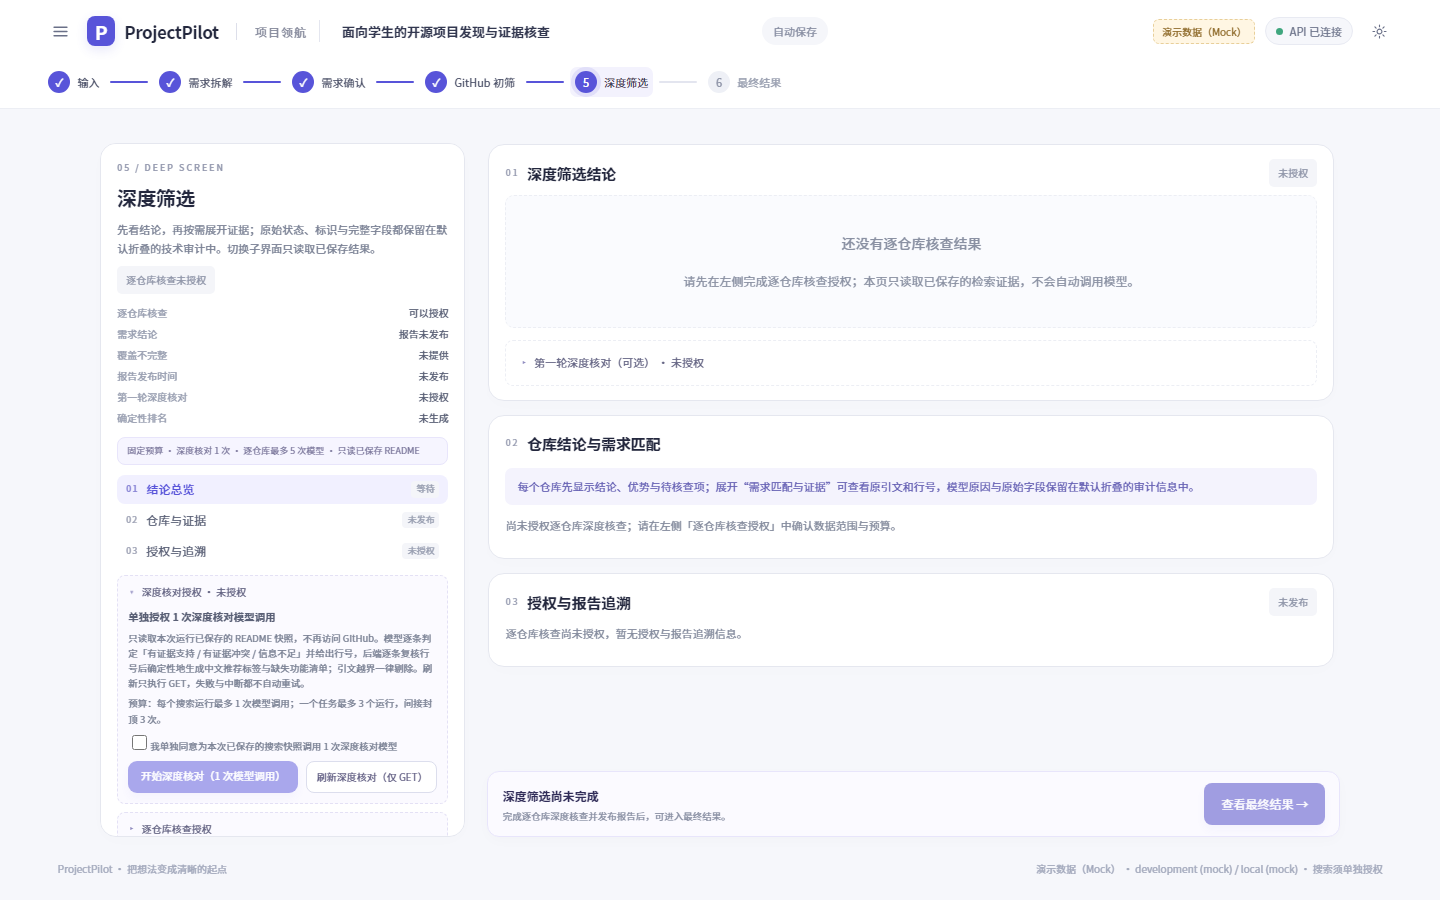 P ProjectPilot 项目领航 面向学生的开源项目发现与证据核查 自动保存 演示数据（Mock） API 已连接
✓ 输入 ✓ 需求拆解 ✓ 需求确认 ✓ GitHub 初筛 5 深度筛选 6 最终结果
05 / DEEP SCREEN
深度筛选
先看结论，再按需展开证据；原始状态、标识与完整字段都保留在默
认折叠的技术审计中。切换子界面只读取已保存结果。
逐仓库核查未授权
逐仓库核查 可以授权
需求结论 报告未发布
覆盖不完整 未提供
报告发布时间 未发布
第一轮深度核对 未授权
确定性排名 未生成
固定预算 · 深度核对 1 次 · 逐仓库最多 5 次模型 · 只读已保存 README
01 结论总览 等待
02 仓库与证据 未发布
03 授权与追溯 未授权
深度核对授权 · 未授权
单独授权 1 次深度核对模型调用
只读取本次运行已保存的 README 快照，不再访问 GitHub。模型逐条判
定「有证据支持 / 有证据冲突 / 信息不足」并给出行号，后端逐条复核行
号后确定性地生成中文推荐标签与缺失功能清单；引文越界一律剔除。刷
新只执行 GET，失败与中断都不自动重试。
预算：每个搜索运行最多 1 次模型调用；一个任务最多 3 个运行，问接封
顶 3 次。
我单独同意为本次已保存的搜索快照调用 1 次深度核对模型
开始深度核对（1 次模型调用） 刷新深度核对（仅 GET）
逐仓库核查授权
01 深度筛选结论 未授权
还没有逐仓库核查结果
请先在左侧完成逐仓库核查授权；本页只读取已保存的检索证据，不会自动调用模型。
第一轮深度核对（可选） · 未授权
02 仓库结论与需求匹配
每个仓库先显示结论、优势与待核查项；展开“需求匹配与证据”可查看原引文和行号，模型原因与原始字段保留在默认折叠的审计信息中。
尚未授权逐仓库深度核查；请在左侧「逐仓库核查授权」中确认数据范围与预算。
03 授权与报告追溯 未发布
逐仓库核查尚未授权，暂无授权与报告追溯信息。
深度筛选尚未完成
完成逐仓库深度核查并发布报告后，可进入最终结果。
查看最终结果 →
ProjectPilot · 把想法变成清晰的起点 演示数据（Mock） · development (mock) / local (mock) · 搜索须单独授权